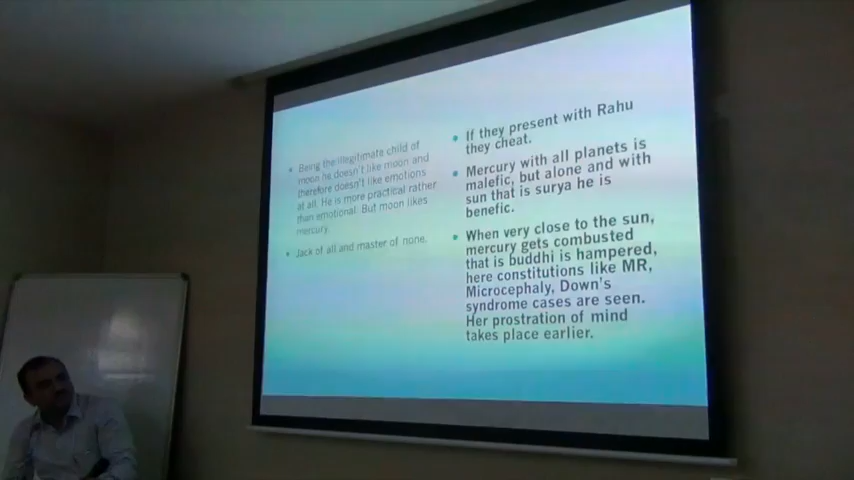 Being the illegitimate child of
moon he doesn't like moon and
therefore doesn't like emotions
at all. He is more practical rather
than emotional. But moon likes
mercury.
Jack of all and master of none.
If they present with Rahu
they cheat.
Mercury with all planets is
malefic, but alone and with
sun that is surya he is
benefic.
When very close to the sun,
mercury gets combusted
that is buddhi is hampered,
here constitutions like MR,
Microcephaly, Down's
syndrome cases are seen.
Her prostration of mind
takes place earlier.